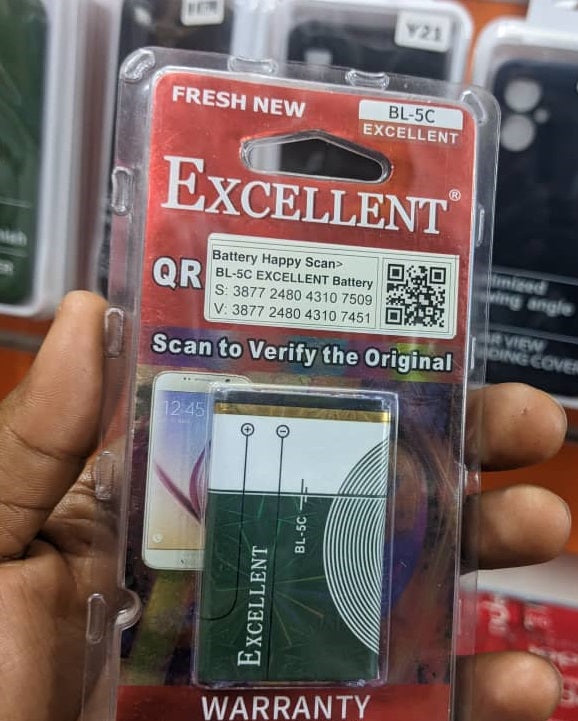 Y21
FRESH NEW
BL-5C
EXCELLENT
EXCELLENT®
QR
Battery Happy Scan>
BL-5C EXCELLENT Battery
S: 3877 2480 4310 7509
V: 3877 2480 4310 7451
Scan to Verify the Original
12:45
+
-
BL-5C
EXCELLENT
WARRANTY